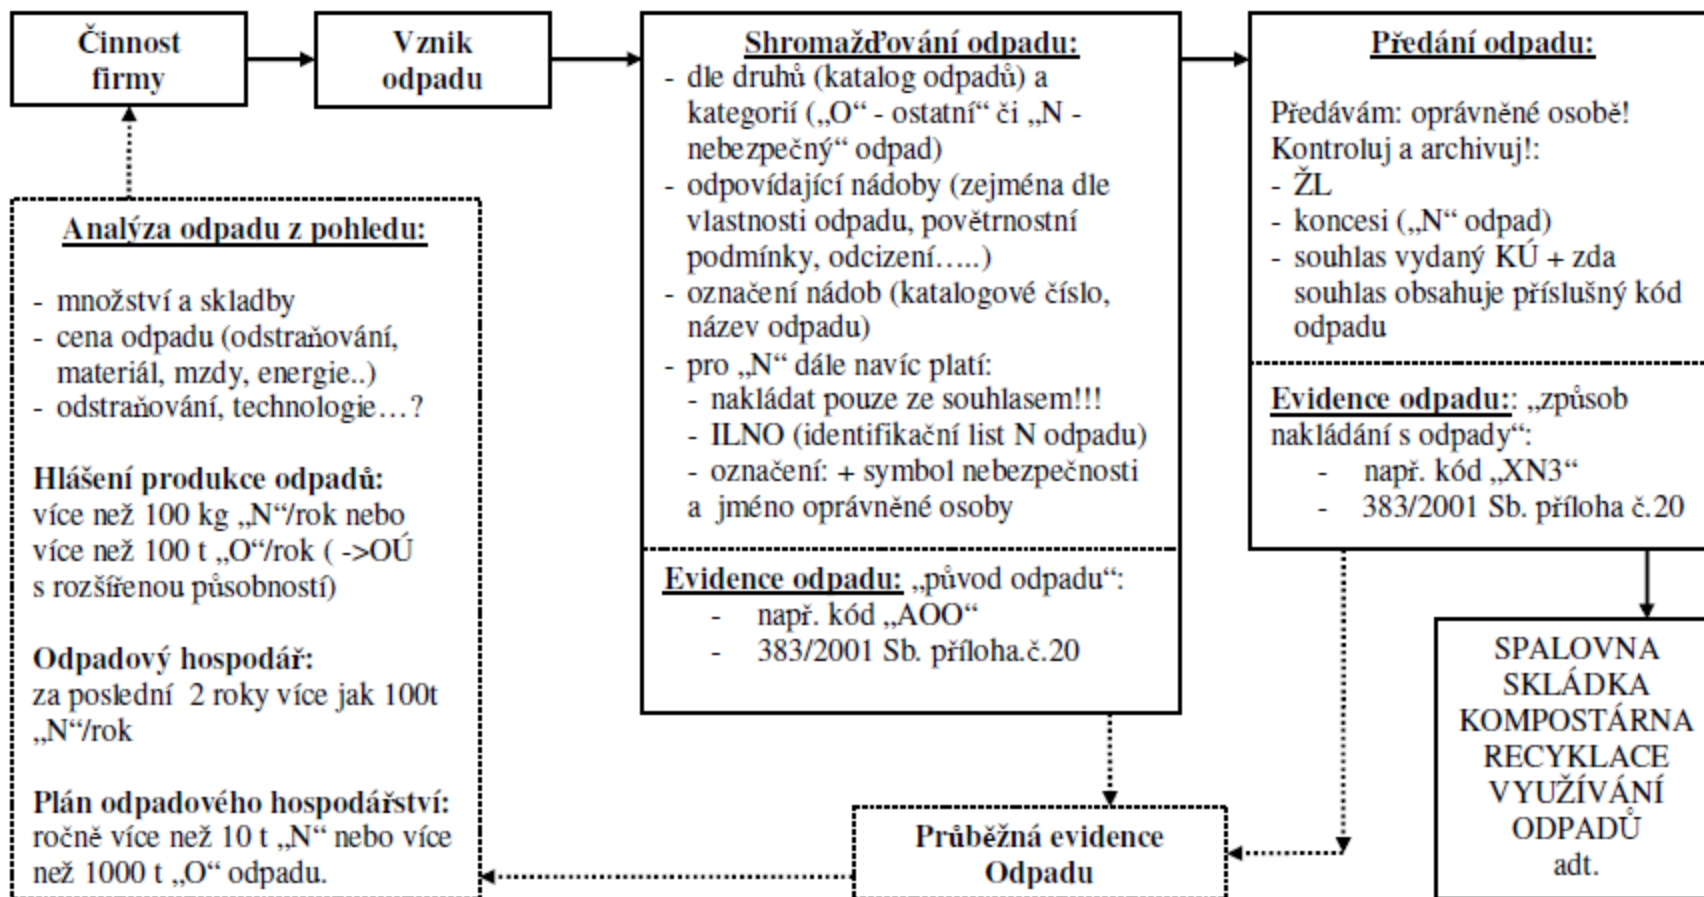 Činnost
firmy
Vznik
odpadu
Shromažďování odpadu:
- dle druhů (katalog odpadů) a
kategorií („O“ - ostatní“ či „N -
nebezpečný“ odpad)
- odpovídající nádoby (zejména dle
vlastnosti odpadu, povětrnostní
podmínky, odcizení…..)
- označení nádob (katalogové číslo,
název odpadu)
- pro „N“ dále navíc platí:
- nakládat pouze ze souhlasem!!!
- ILNO (identifikační list N odpadu)
- označení: + symbol nebezpečnosti
a jméno oprávněné osoby
Evidence odpadu: „původ odpadu“:
- např. kód „AOO“
- 383/2001 Sb. příloha.č.20
Předání odpadu:
Předávám: oprávněné osobě!
Kontroluj a archivuj!:
- ŽL
- koncesi („N“ odpad)
- souhlas vydaný KÚ + zda
souhlas obsahuje příslušný kód
odpadu
Evidence odpadu:: „způsob
nakládání s odpady“:
- např. kód „XN3“
- 383/2001 Sb. příloha č.20
SPALOVNA
SKLÁDKA
KOMPOSTÁRNA
RECYKLACE
VYUŽÍVÁNÍ
ODPADŮ
adt.
Průběžná evidence
Odpadu
Analýza odpadu z pohledu:
- množství a skladby
- cena odpadu (odstraňování,
materiál, mzdy, energie..)
- odstraňování, technologie…?
Hlášení produkce odpadů:
více než 100 kg „N“/rok nebo
více než 100 t „O“/rok ( ->OÚ
s rozšířenou působností)
Odpadový hospodář:
za poslední 2 roky více jak 100t
„N“/rok
Plán odpadového hospodářství:
ročně více než 10 t „N“ nebo více
než 1000 t „O“ odpadu.